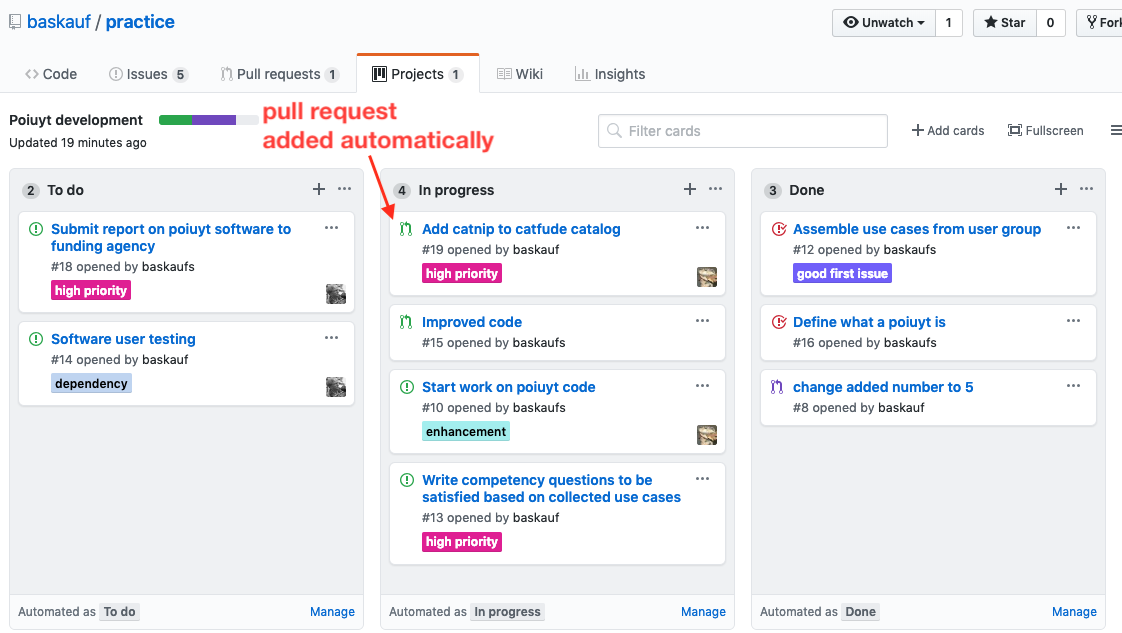 baskauf / practice
Unwatch 1 Star 0 Fork
Code Issues 5 Pull requests 1 Projects 1 Wiki Insights
Poiuyt development
Updated 19 minutes ago
pull request
added automatically
Filter cards
Add cards Fullscreen
2 To do
Submit report on poiuyt software to
funding agency
#18 opened by baskaufs
high priority
Software user testing
#14 opened by baskauf
dependency
Automated as To do Manage
4 In progress
Add catnip to catfude catalog
#19 opened by baskauf
high priority
Improved code
#15 opened by baskaufs
Start work on poiuyt code
#10 opened by baskaufs
enhancement
Write competency questions to be
satisfied based on collected use cases
#13 opened by baskauf
high priority
Automated as In progress Manage
3 Done
Assemble use cases from user group
#12 opened by baskaufs
good first issue
Define what a poiuyt is
#16 opened by baskaufs
change added number to 5
#8 opened by baskauf
Automated as Done Manage